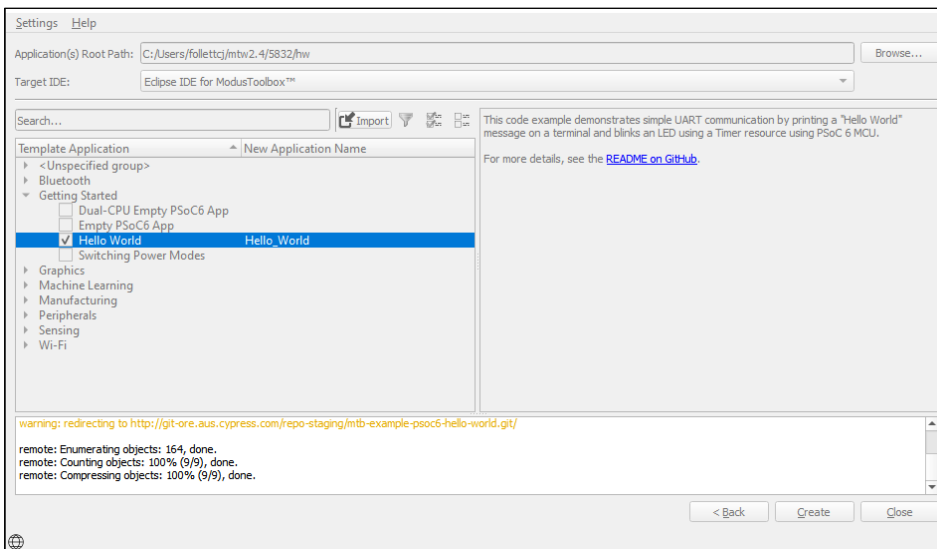 Settings Help
Application(s) Root Path: C:/Users/follettcj/mtw2.4/5832/hw Browse...
Target IDE: Eclipse IDE for ModusToolbox™
Search... Import
Template Application New Application Name
<Unspecified group>
Bluetooth
Getting Started
Dual-CPU Empty PSoC6 App
Empty PSoC6 App
Hello World Hello_World
Switching Power Modes
Graphics
Machine Learning
Manufacturing
Peripherals
Sensing
Wi-Fi
This code example demonstrates simple UART communication by printing a "Hello World"
message on a terminal and blinks an LED using a Timer resource using PSoC 6 MCU.
For more details, see the README on GitHub.
warning: redirecting to http://git-ore.aus.cypress.com/repo-staging/mtb-example-psoc6-hello-world.git/
remote: Enumerating objects: 164, done.
remote: Counting objects: 100% (9/9), done.
remote: Compressing objects: 100% (9/9), done.
< Back Create Close